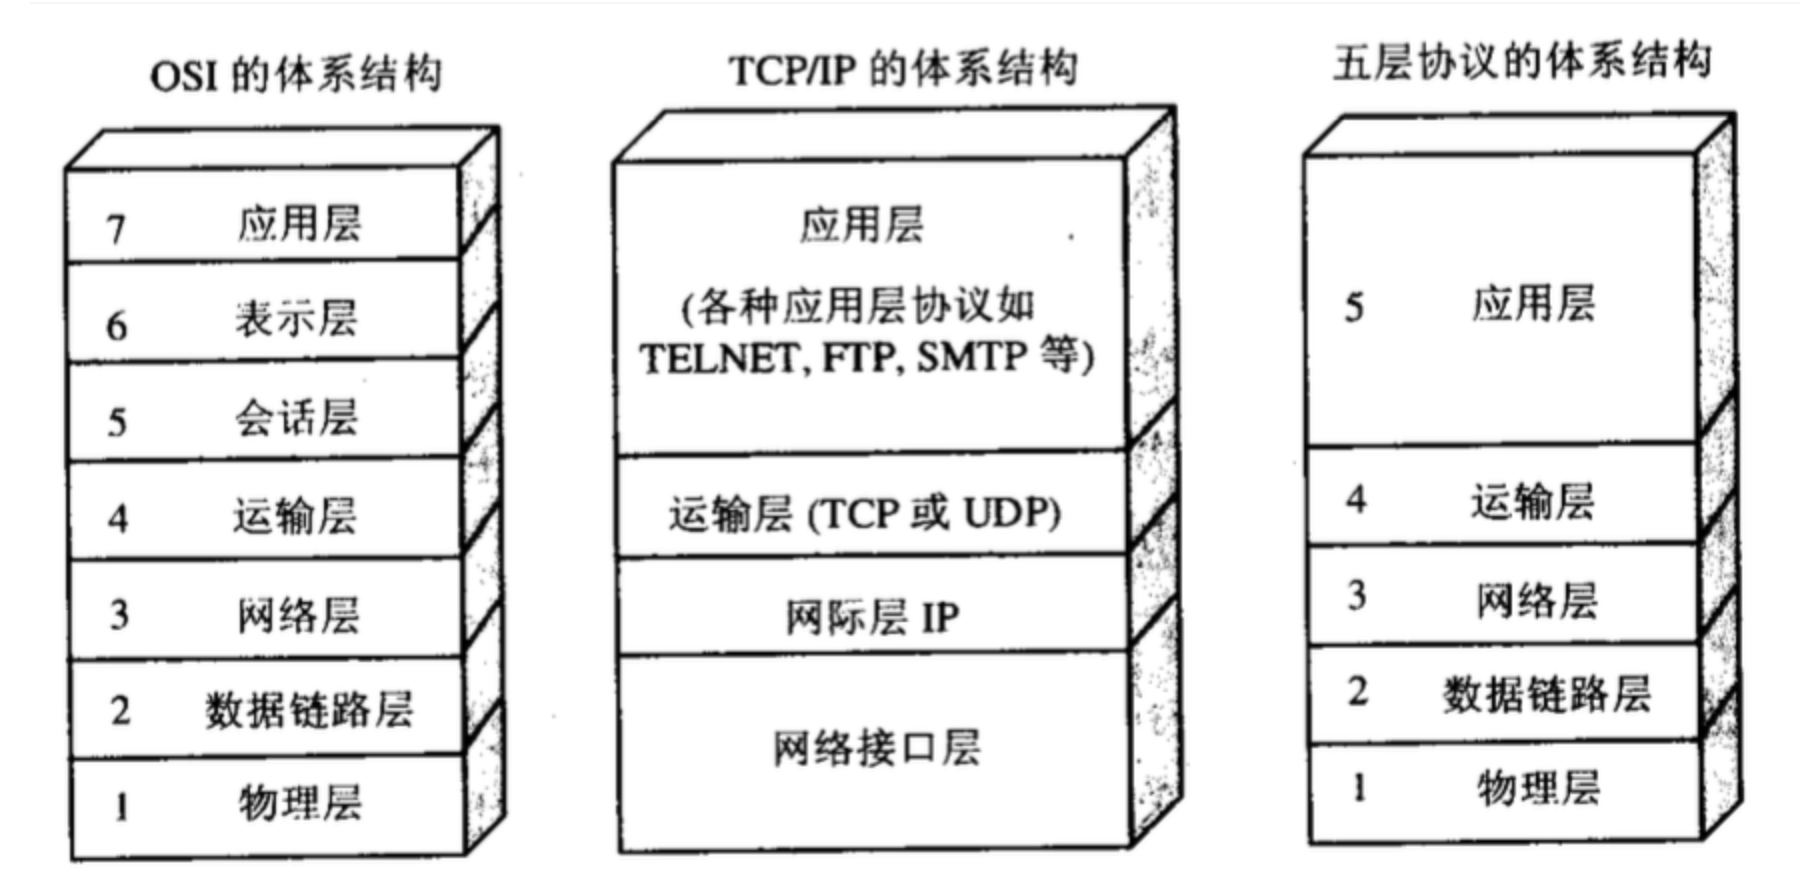 OSI 的体系结构
7 应用层
6 表示层
5 会话层
4 运输层
3 网络层
2 数据链路层
1 物理层
TCP/IP 的体系结构
应用层
(各种应用层协议如
TELNET, FTP, SMTP 等)
运输层 (TCP 或 UDP)
网际层 IP
网络接口层
五层协议的体系结构
5 应用层
4 运输层
3 网络层
2 数据链路层
1 物理层